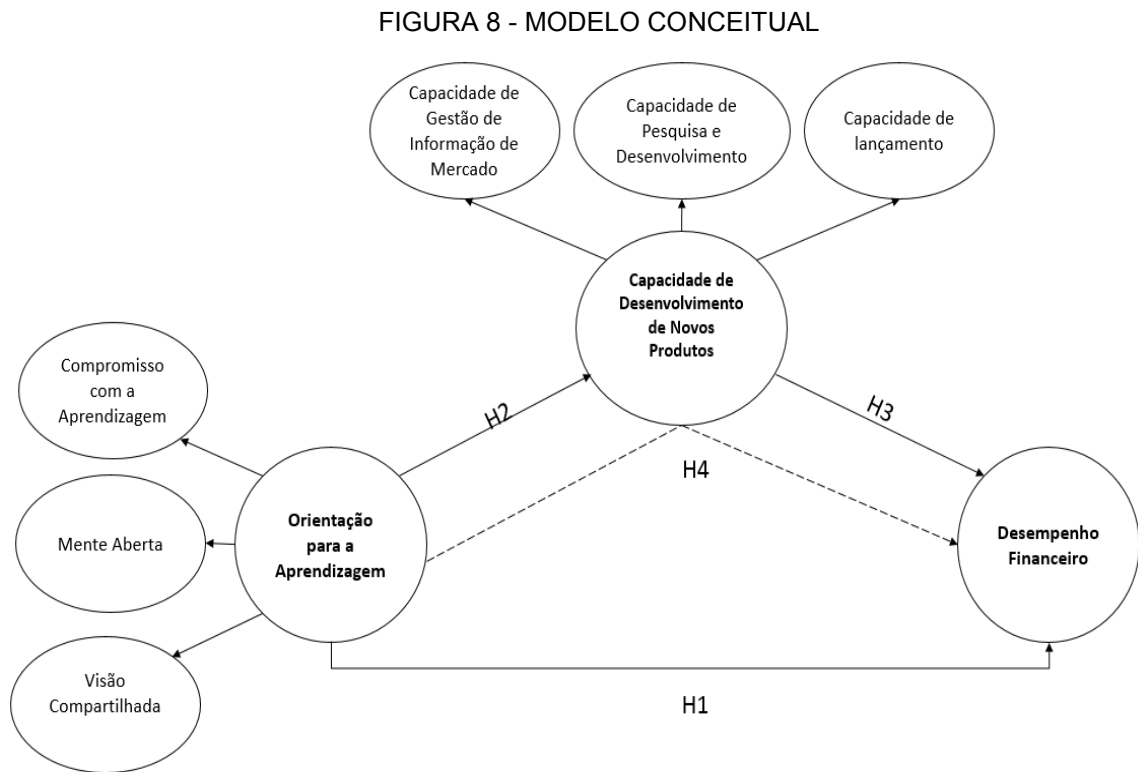 FIGURA 8 - MODELO CONCEITUAL
Capacidade de
Gestão de
Informação de
Mercado
Capacidade de
Pesquisa e
Desenvolvimento
Capacidade de
lançamento
Capacidade de
Desenvolvimento
de Novos
Produtos
Compromisso
com a
Aprendizagem
H2
H3
H4
Mente Aberta
Orientação
para a
Aprendizagem
Desempenho
Financeiro
Visão
Compartilhada
H1